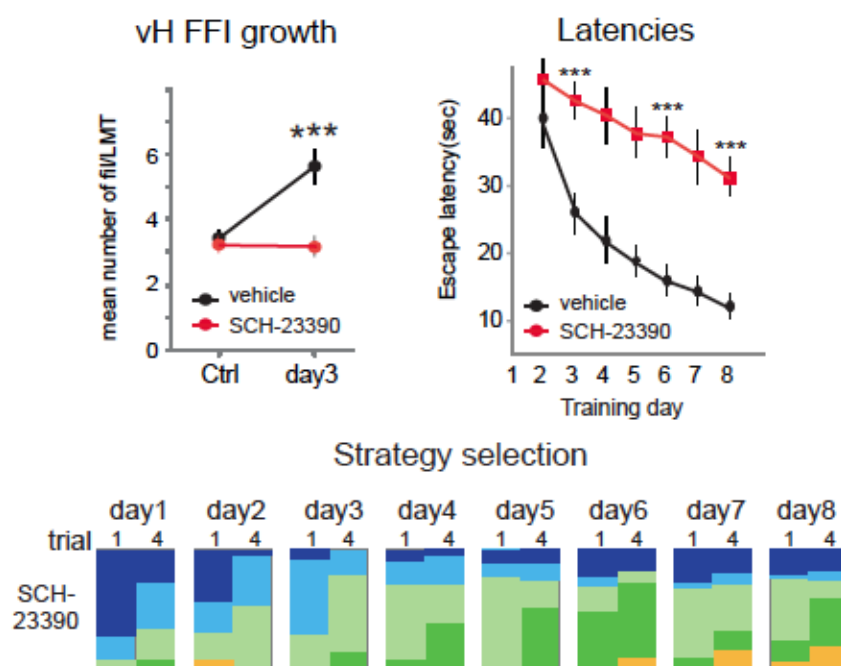 vH FFI growth
mean number of fil/LMT
6
4
2
0
***
vehicle
SCH-23390
Ctrl day3
Latencies
Escape latency(sec)
40
30
20
10
***
***
***
vehicle
SCH-23390
1 2 3 4 5 6 7 8
Training day
Strategy selection
day1 day2 day3 day4 day5 day6 day7 day8
trial 1 4 1 4 1 4 1 4 1 4 1 4 1 4 1 4
SCH-
23390